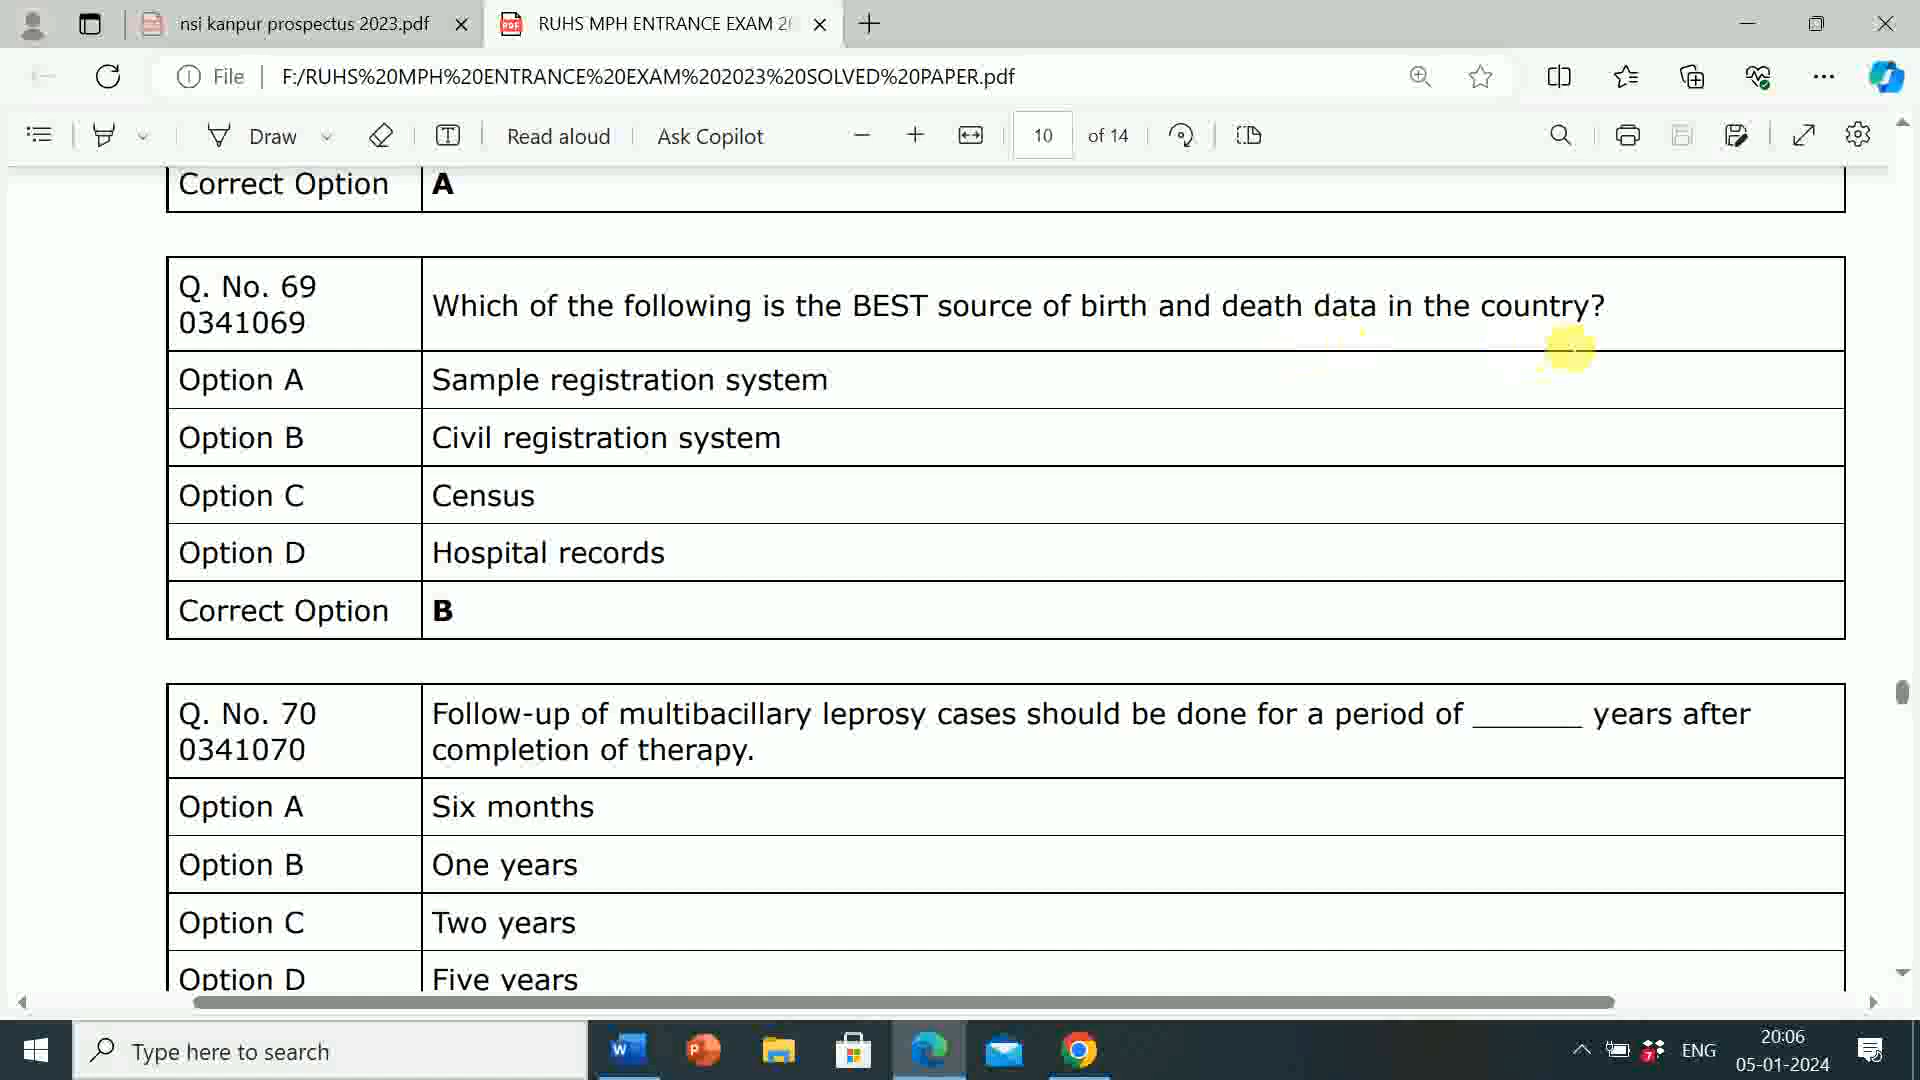 nsi kanpur prospectus 2023.pdf
RUHS MPH ENTRANCE EXAM 20
File
F:/RUHS%20MPH%20ENTRANCE%20EXAM%202023%20SOLVED%20PAPER.pdf
Draw
Read aloud
Ask Copilot
10 of 14
Correct Option A
Q. No. 69
0341069
Which of the following is the BEST source of birth and death data in the country?
Option A Sample registration system
Option B Civil registration system
Option C Census
Option D Hospital records
Correct Option B
Q. No. 70
0341070
Follow-up of multibacillary leprosy cases should be done for a period of _______ years after
completion of therapy.
Option A Six months
Option B One years
Option C Two years
Option D Five years
Type here to search
7
ENG
20:06
05-01-2024